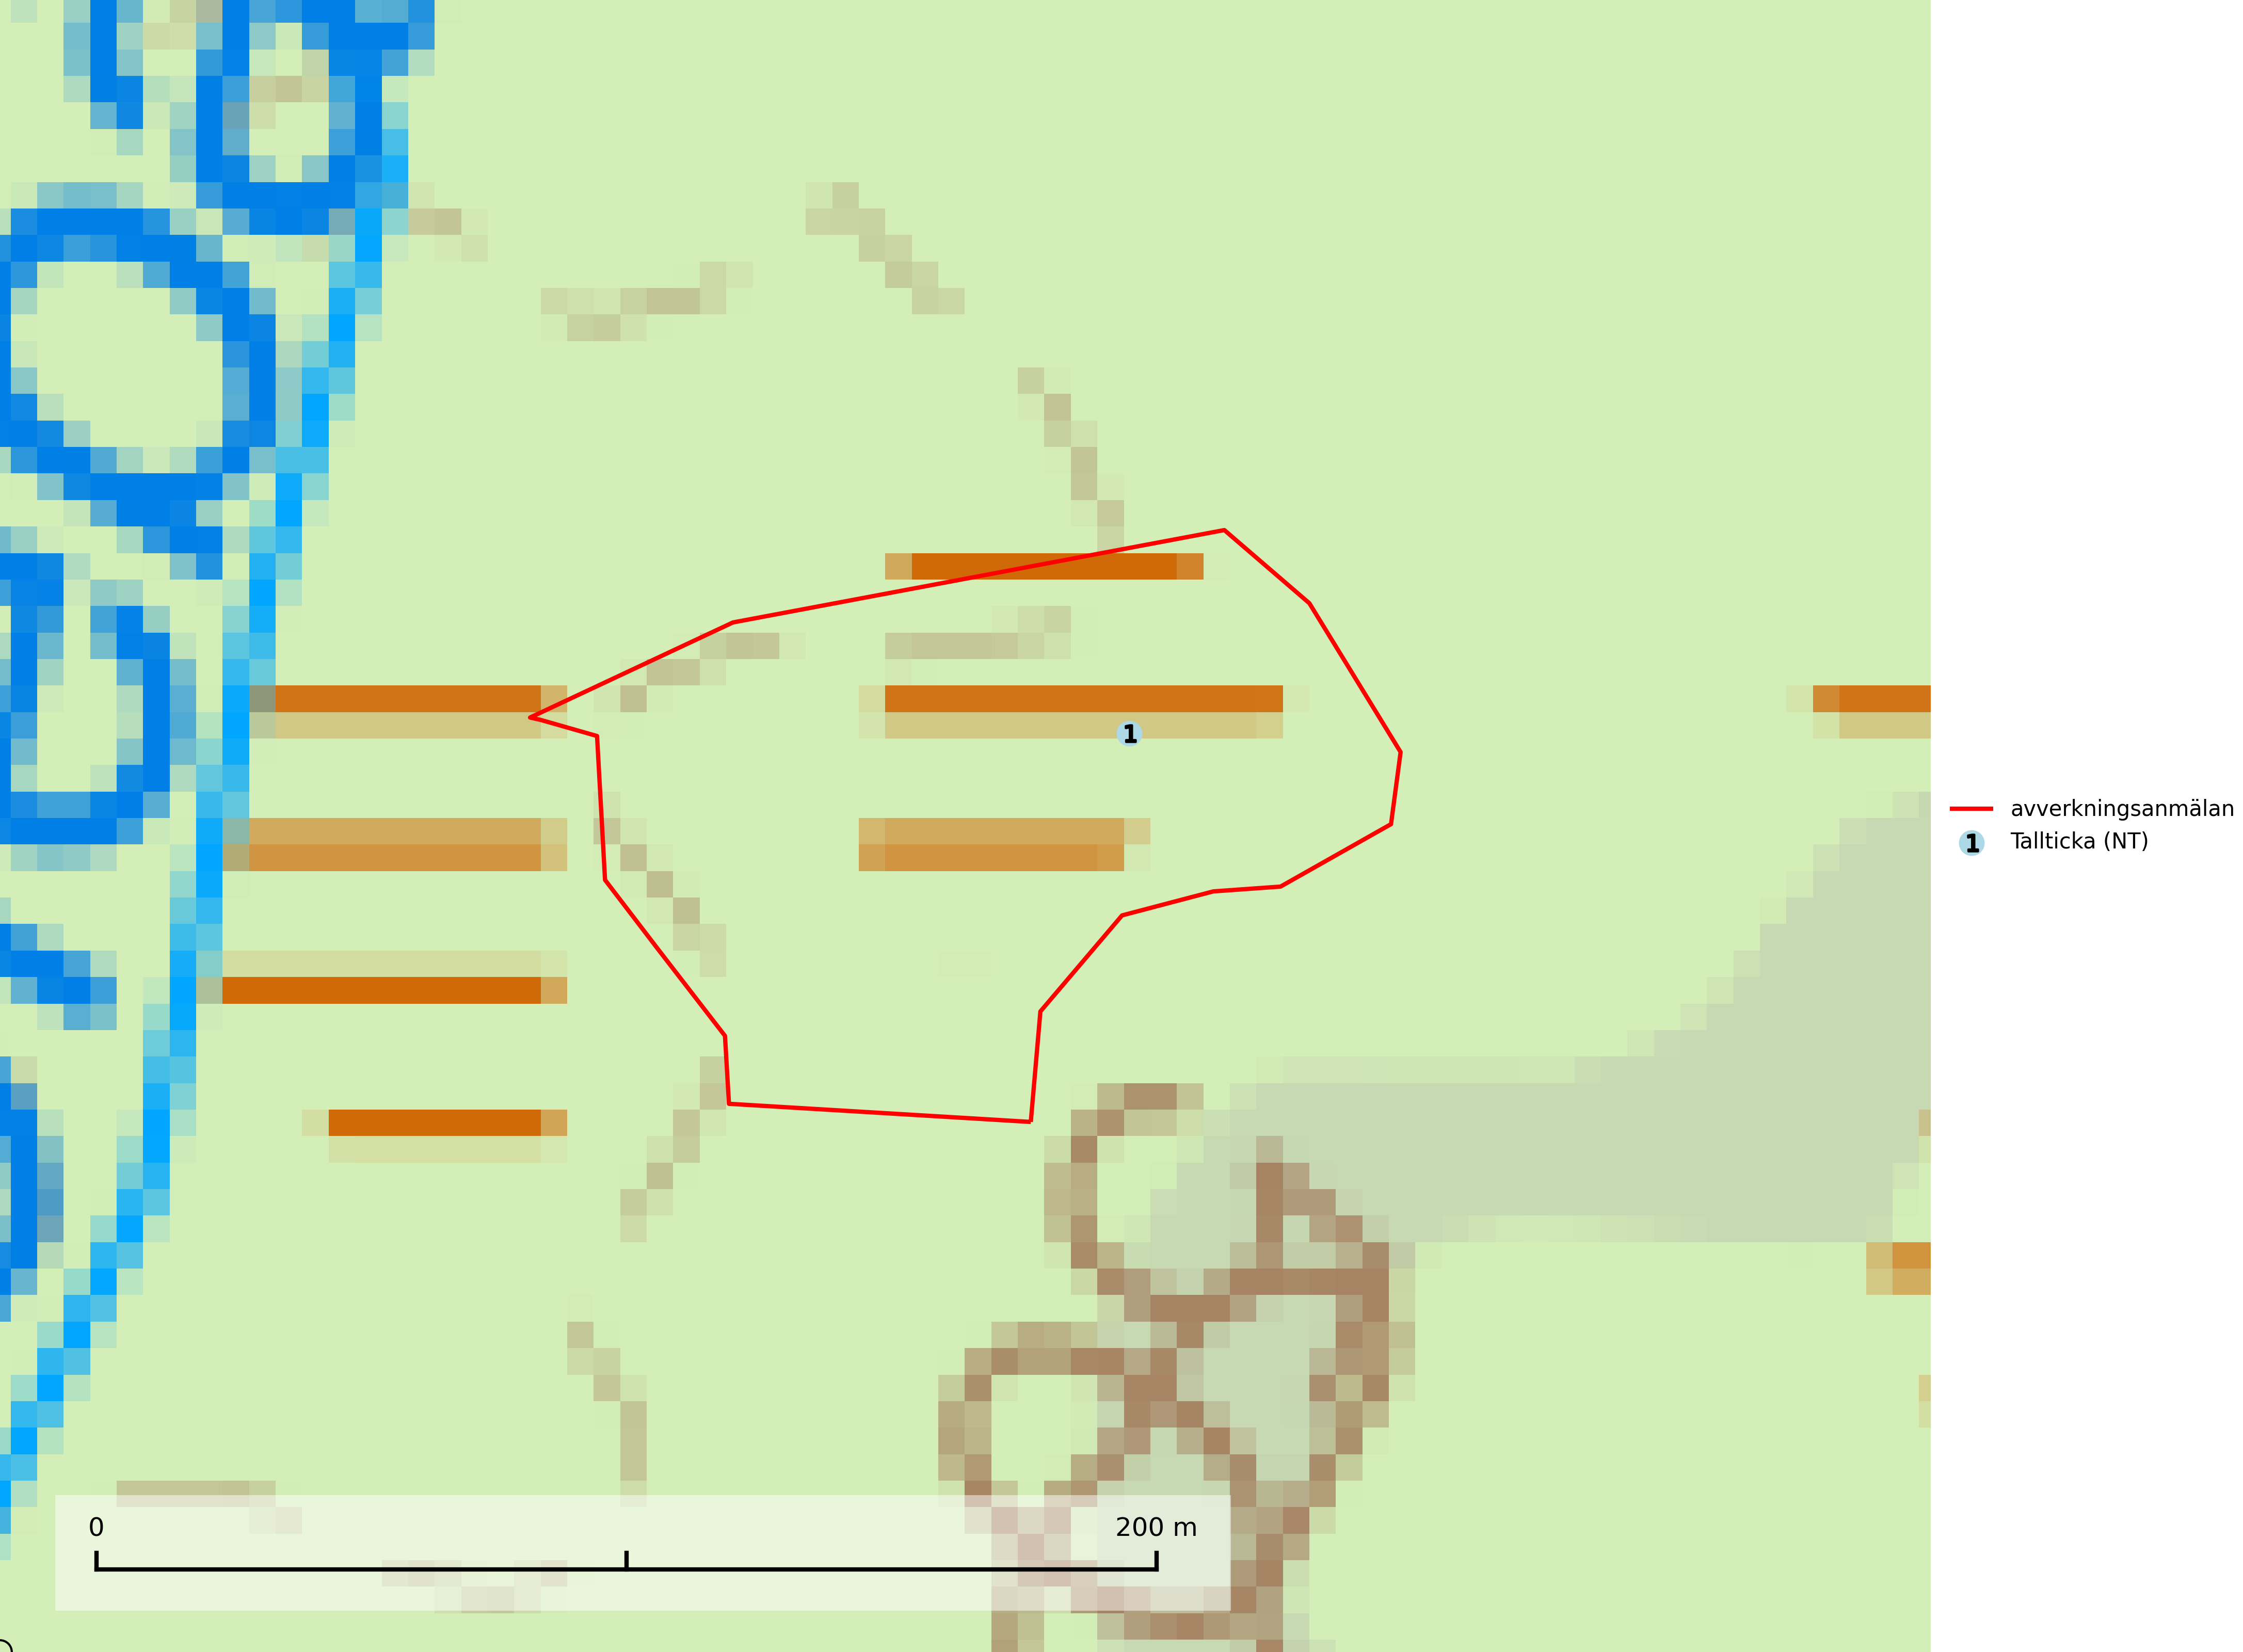 1
avverkningsanmälan
1 Tallticka (NT)
0 200 m